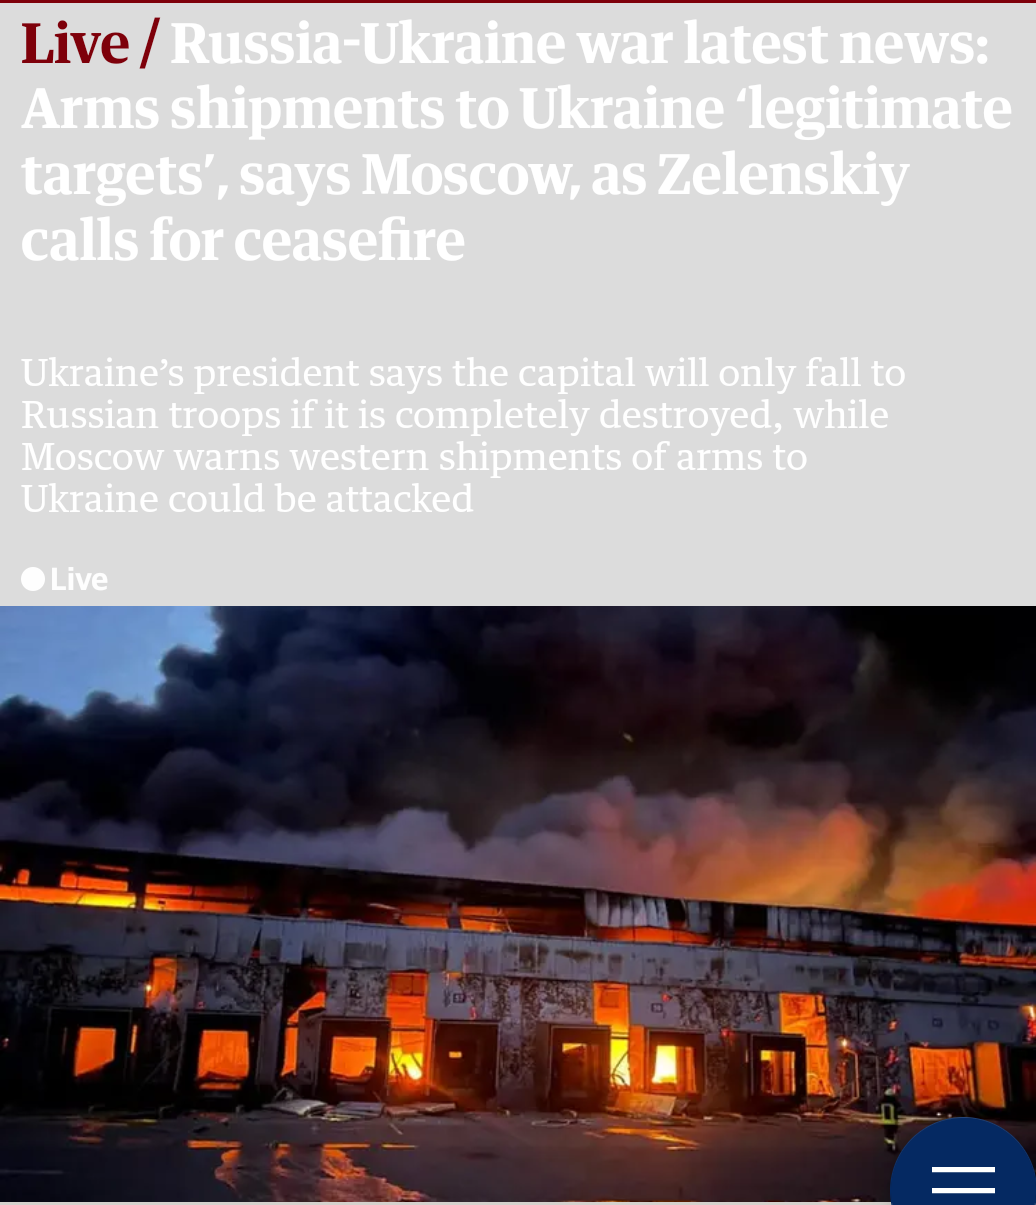 Live / Russia-Ukraine war latest news:
Arms shipments to Ukraine ‘legitimate
targets’, says Moscow, as Zelenskiy
calls for ceasefire
Ukraine’s president says the capital will only fall to
Russian troops if it is completely destroyed, while
Moscow warns western shipments of arms to
Ukraine could be attacked
Live